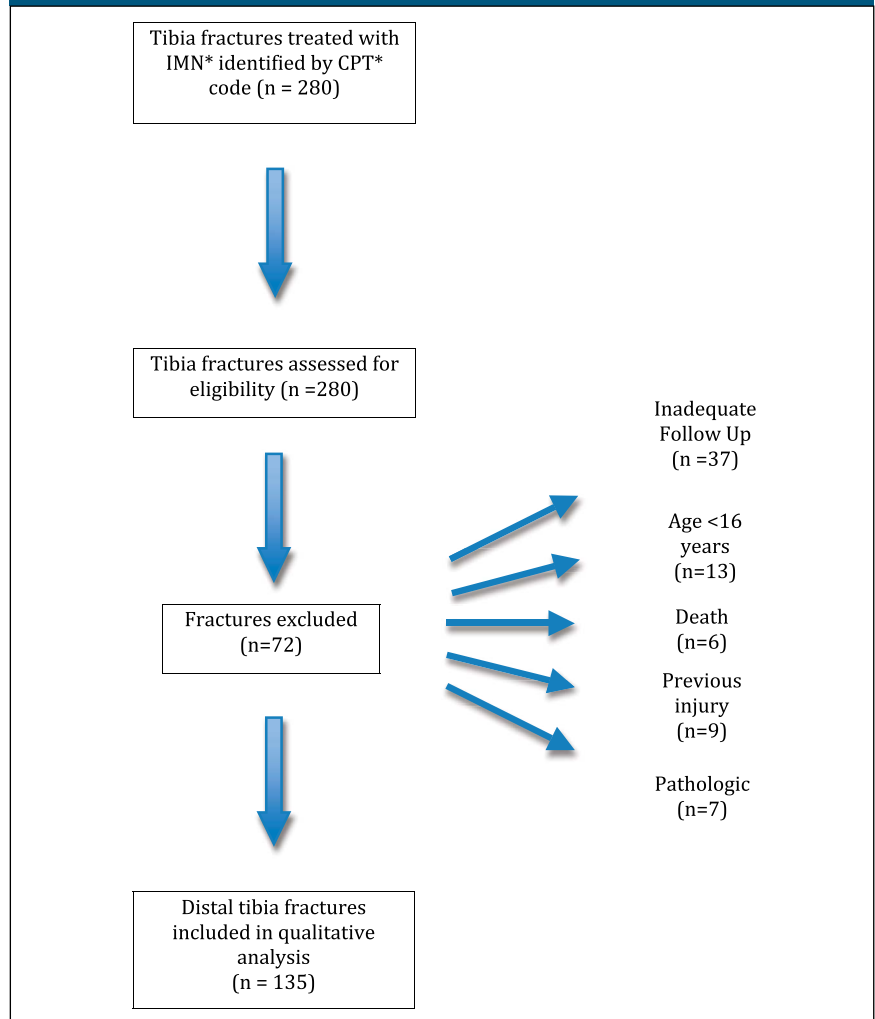 Tibia fractures treated with
IMN* identified by CPT*
code (n = 280)
Tibia fractures assessed for
eligibility (n =280)
Inadequate
Follow Up
(n =37)
Age <16
years
(n=13)
Fractures excluded
(n=72)
Death
(n=6)
Previous
injury
(n=9)
Pathologic
(n=7)
Distal tibia fractures
included in qualitative
analysis
(n = 135)